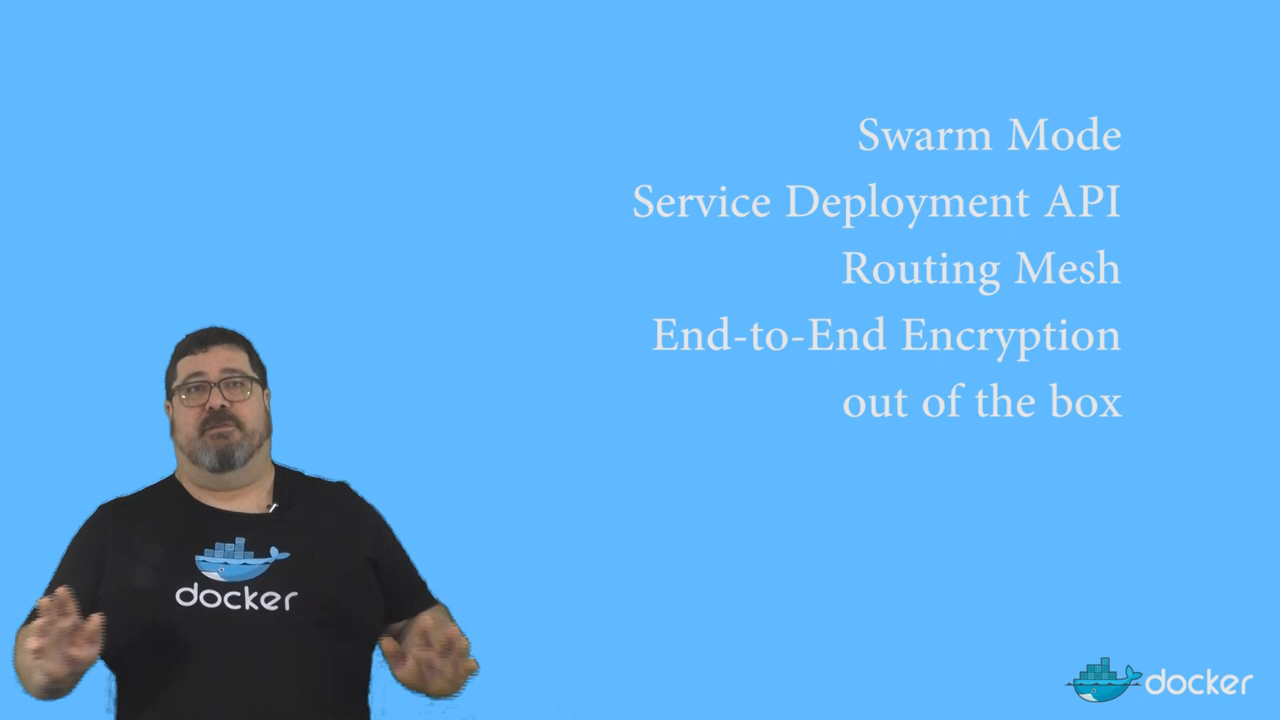 Swarm Mode
Service Deployment API
Routing Mesh
End-to-End Encryption
out of the box
docker
docker